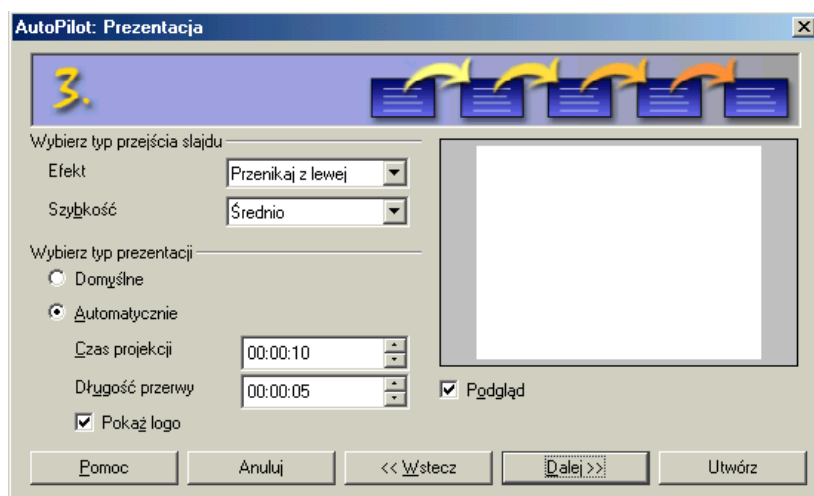 AutoPilot: Prezentacja
3.
Wybierz typ przejścia slajdu
Efekt
Przenikaj z lewej
Szybkość
Średnio
Wybierz typ prezentacji
Domyślne
Automatycznie
Czas projekcji
00:00:10
Długość przerwy
00:00:05
Pokaż logo
Podgląd
Pomoc
Anuluj
<< Wstecz
Dalej >>
Utwórz